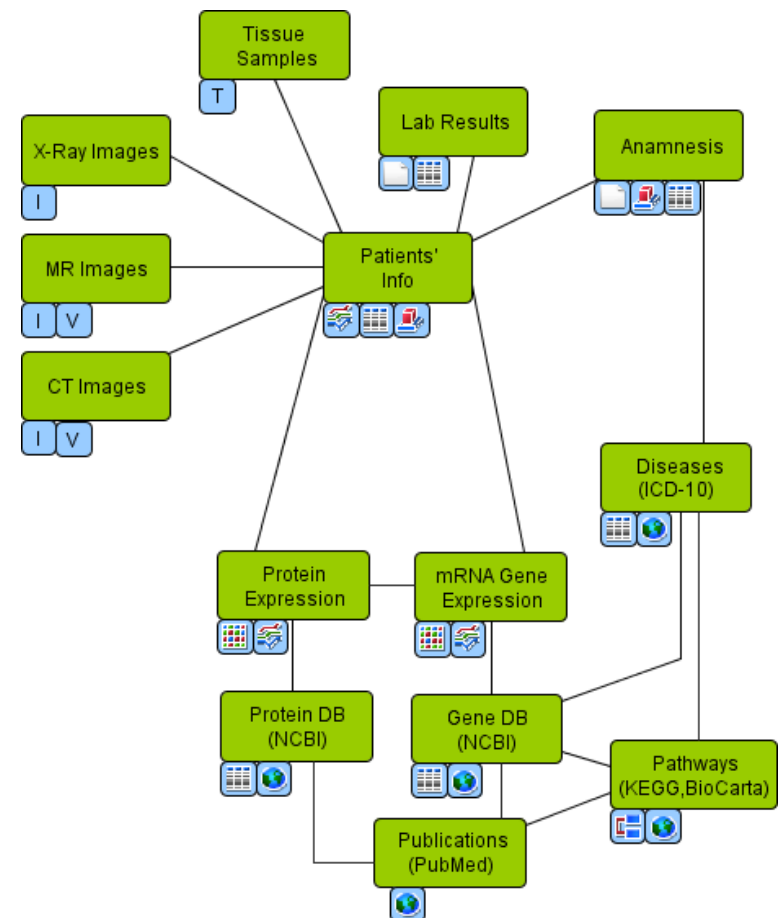 Tissue
Samples
T
Lab Results
Anamnesis
X-Ray Images
I
MR Images
I V
Patients'
Info
CT Images
I V
Diseases
(ICD-10)
Protein
Expression
mRNA Gene
Expression
Protein DB
(NCBI)
Gene DB
(NCBI)
Pathways
(KEGG,BioCarta)
Publications
(PubMed)